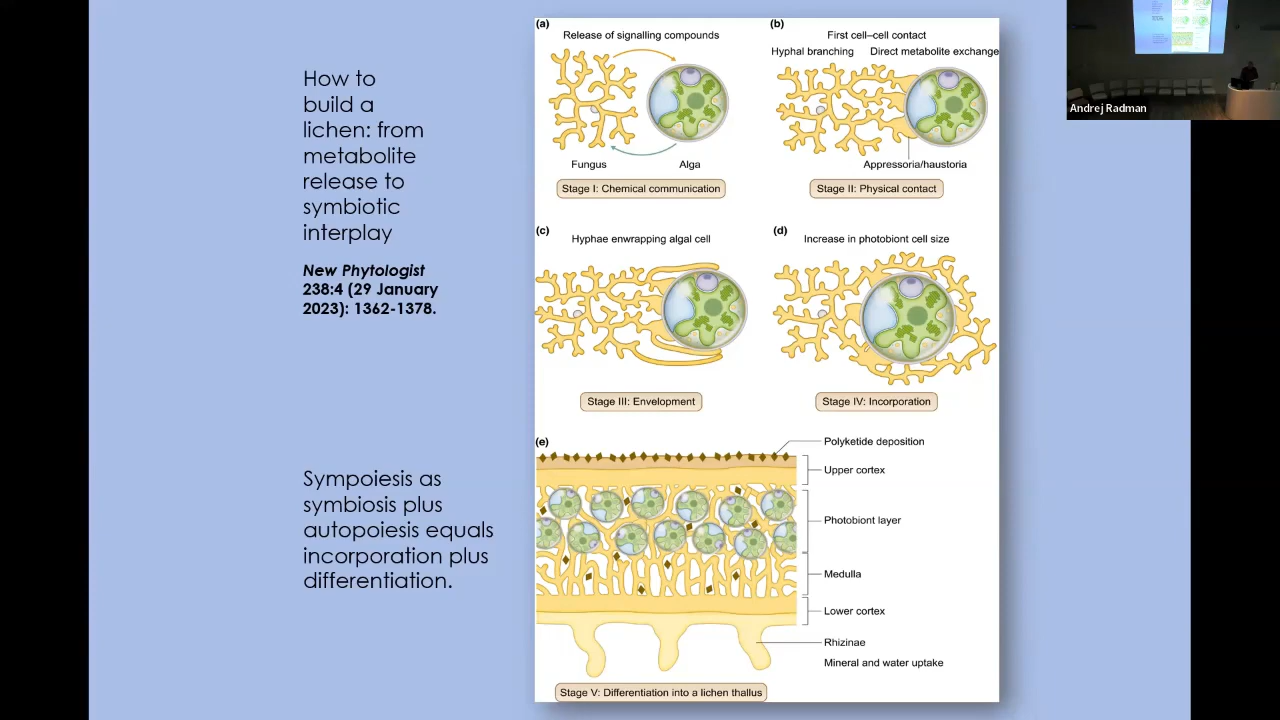 How to
build a
lichen: from
metabolite
release to
symbiotic
interplay
New Phytologist
238:4 (29 January
2023): 1362-1378.
Sympoiesis as
symbiosis plus
autopoiesis equals
incorporation plus
differentiation.
(a)
Release of signalling compounds
Fungus
Alga
Stage I: Chemical communication
(b)
First cell–cell contact
Hyphal branching
Direct metabolite exchange
Appressoria/haustoria
Stage II: Physical contact
(c)
Hyphae enwrapping algal cell
Stage III: Envelopment
(d)
Increase in photobiont cell size
Stage IV: Incorporation
(e)
Polyketide deposition
Upper cortex
Photobiont layer
Medulla
Lower cortex
Rhizinae
Mineral and water uptake
Stage V: Differentiation into a lichen thallus
Andrej Radman